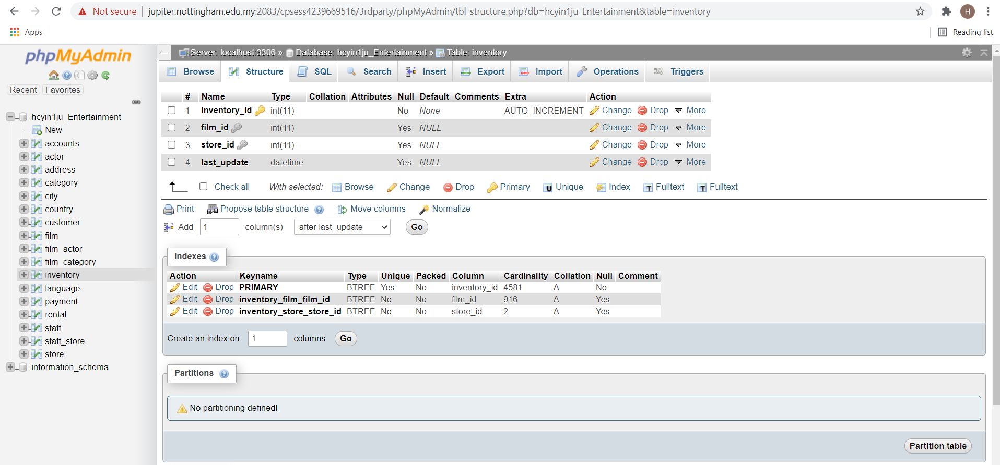 Not secure | jupiter.nottingham.edu.my:2083/cpsess4239669516/3rdparty/phpMyAdmin/tbl_structure.php?db=hcyin1ju_Entertainment&table=inventory
H
Apps
Reading list
phpMyAdmin
Recent Favorites
hcyin1ju_Entertainment
New
accounts
actor
address
category
city
country
customer
film
film_actor
film_category
inventory
language
payment
rental
staff
staff_store
store
information_schema
Server: localhost:3306 » Database: hcyin1ju_Entertainment » Table: inventory
Browse Structure SQL Search Insert Export Import Operations Triggers
# Name Type Collation Attributes Null Default Comments Extra Action
1 inventory_id int(11) No None AUTO_INCREMENT Change Drop More
2 film_id int(11) Yes NULL Change Drop More
3 store_id int(11) Yes NULL Change Drop More
4 last_update datetime Yes NULL Change Drop More
Check all With selected: Browse Change Drop Primary Unique Index Fulltext Fulltext
Print Propose table structure Move columns Normalize
Add 1 column(s) after last_update Go
Indexes
Action Keyname Type Unique Packed Column Cardinality Collation Null Comment
Edit Drop PRIMARY BTREE Yes No inventory_id 4581 A No
Edit Drop inventory_film_film_id BTREE No No film_id 916 A Yes
Edit Drop inventory_store_store_id BTREE No No store_id 2 A Yes
Create an index on 1 columns Go
Partitions
No partitioning defined!
Partition table